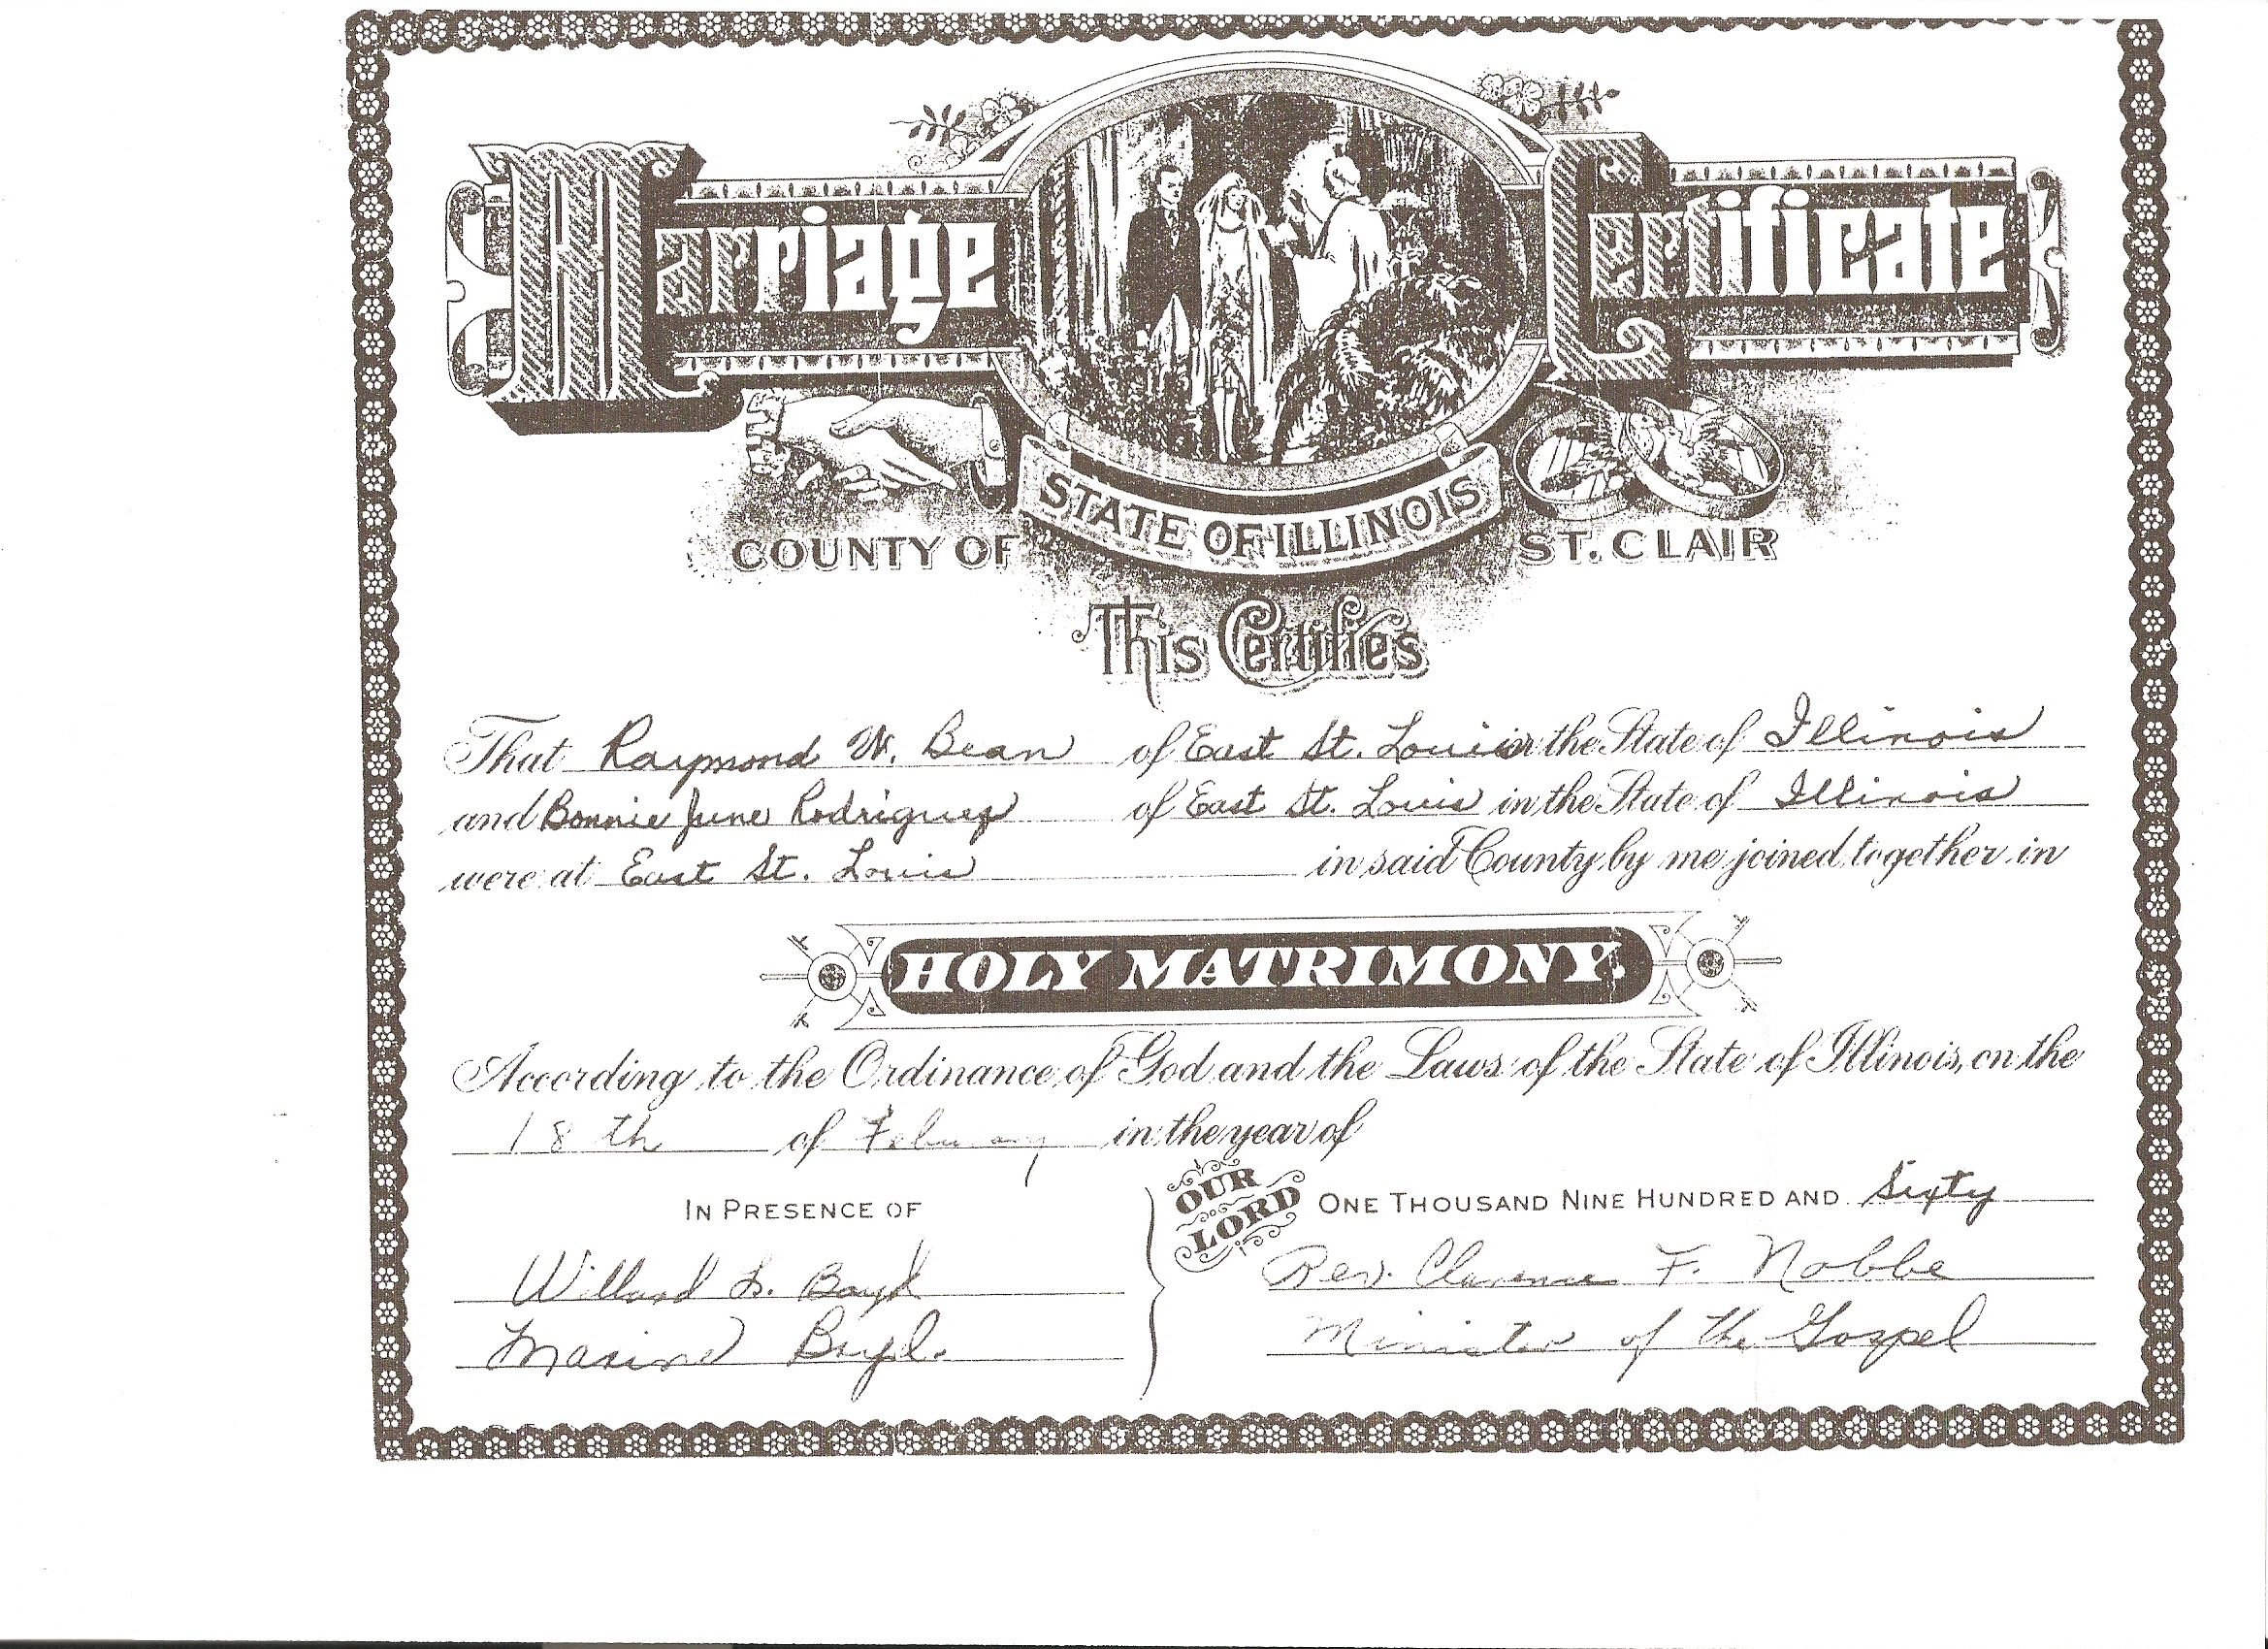 Marriage Certificate
STATE OF ILLINOIS
COUNTY OF ST. CLAIR
This Certifies
That Raymond W. Bean of East St. Louis in the State of Illinois
and Bonnie June Rodriguez of East St. Louis in the State of Illinois
were at East St. Louis in said County by me joined together in
HOLY MATRIMONY.
According to the Ordinance of God and the Laws of the State of Illinois, on the
18th of February in the year of
OUR LORD ONE THOUSAND NINE HUNDRED AND Sixty
IN PRESENCE OF
Willard L. Boyd
Maxine Boyd.
Rev. Clarence F. Nobbe
Minister of the Gospel